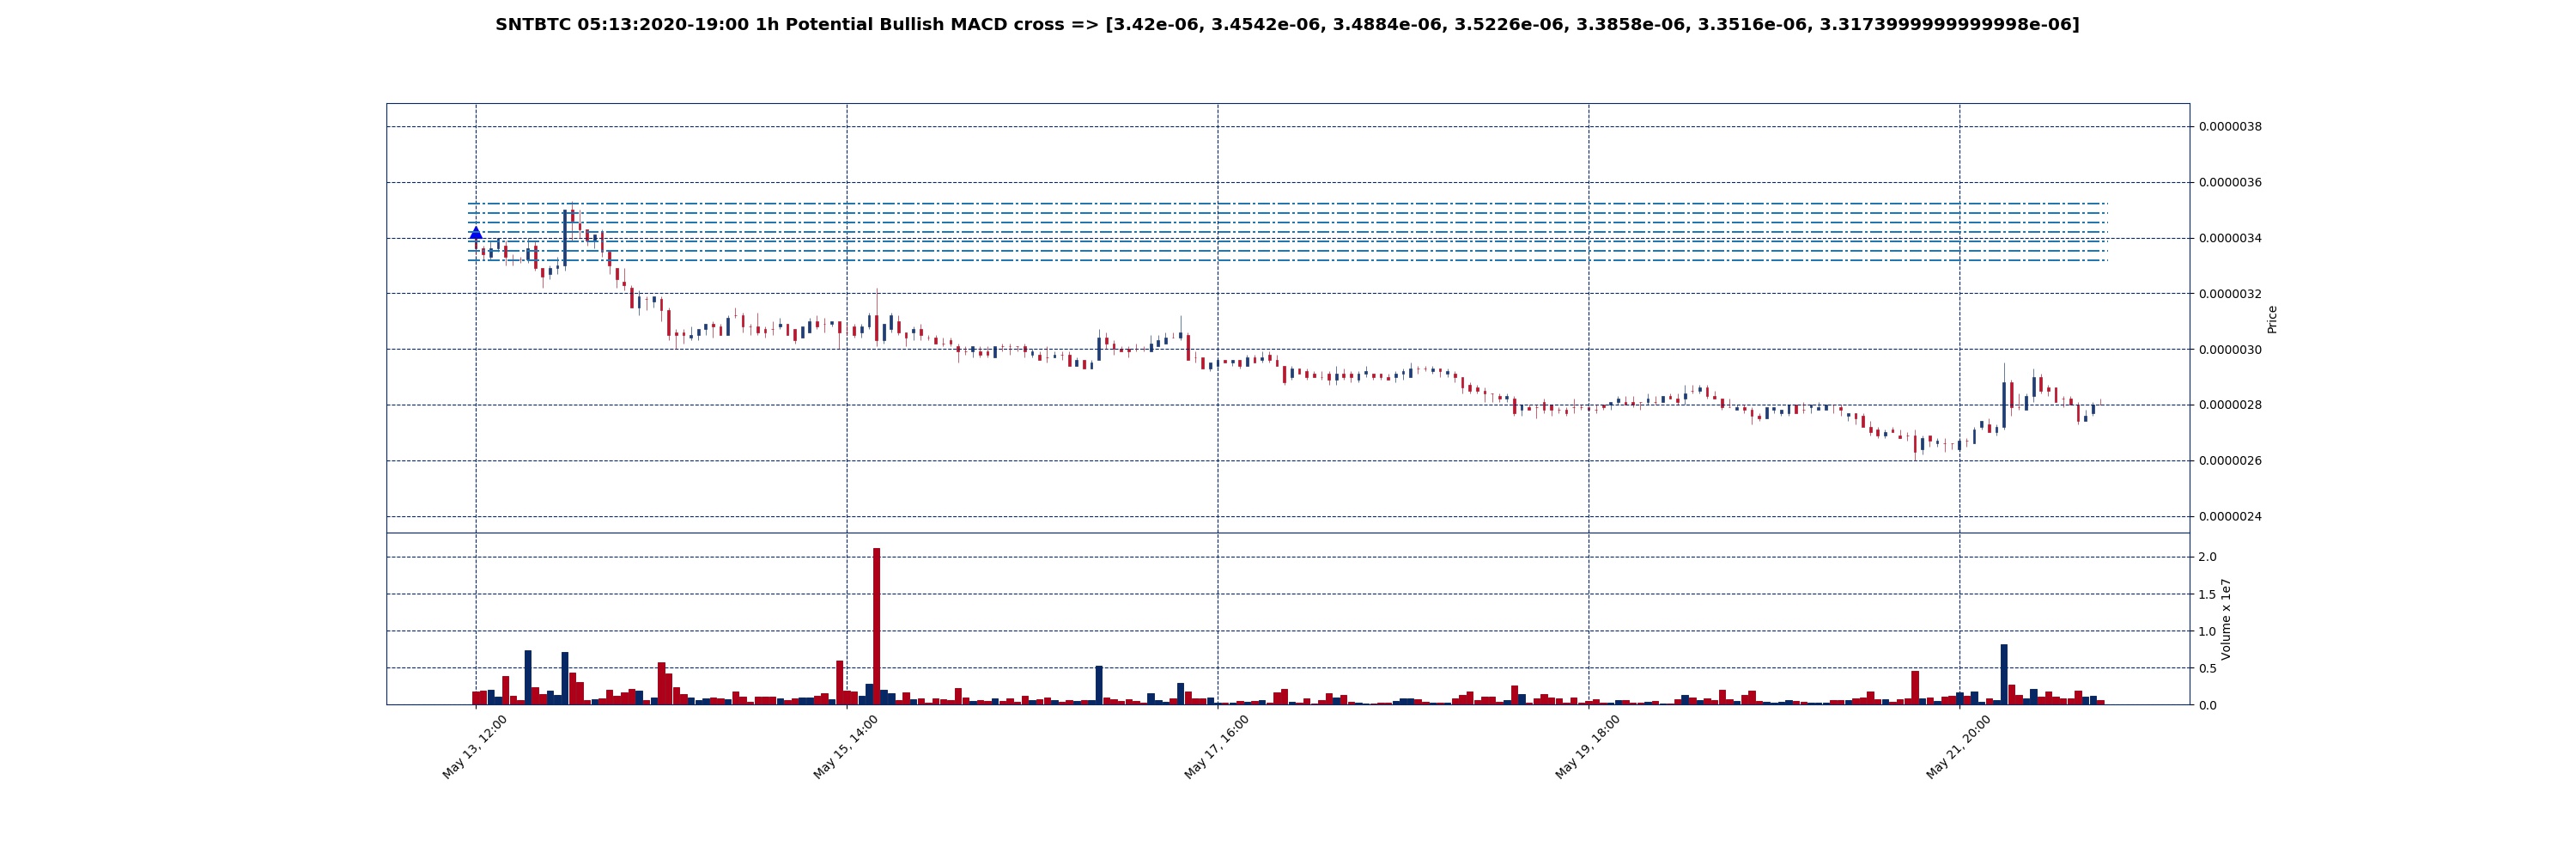 SNTBTC 05:13:2020-19:00 1h Potential Bullish MACD cross => [3.42e-06, 3.4542e-06, 3.4884e-06, 3.5226e-06, 3.3858e-06, 3.3516e-06, 3.3173999999999998e-06]
0.0000038
0.0000036
0.0000034
0.0000032
0.0000030
0.0000028
0.0000026
0.0000024
Price
2.0
1.5
1.0
0.5
0.0
Volume x 1e7
May 13, 12:00
May 15, 14:00
May 17, 16:00
May 19, 18:00
May 21, 20:00